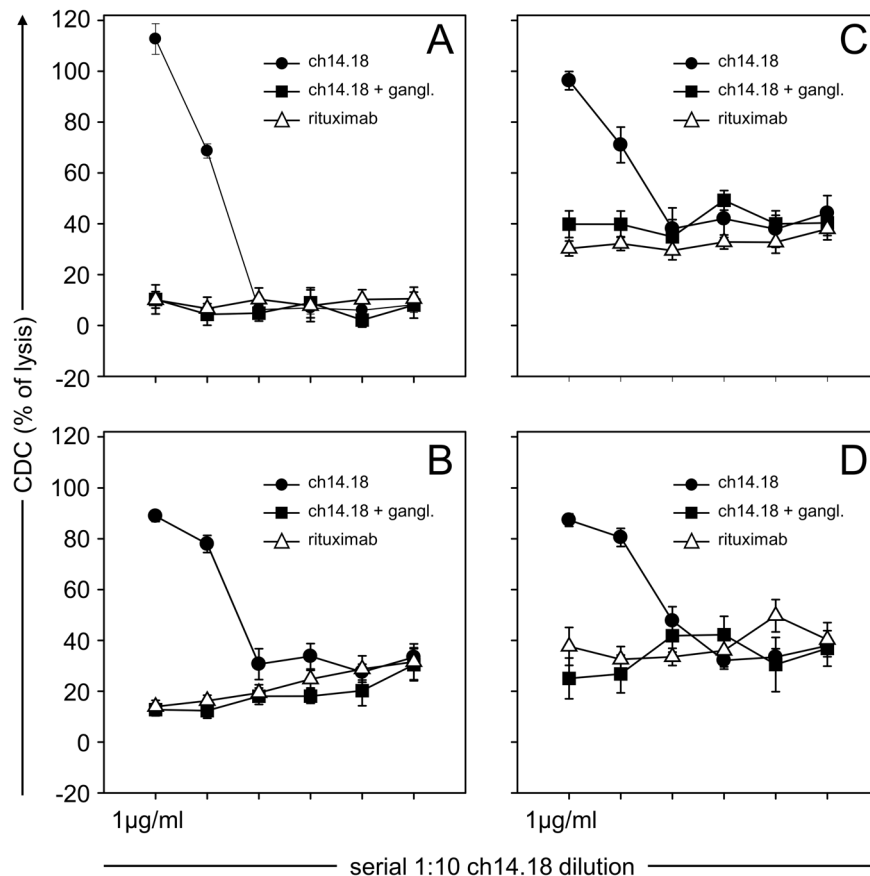 CDC (% of lysis)
120
100
80
60
40
20
0
-20
A
ch14.18
ch14.18 + gangl.
rituximab
C
ch14.18
ch14.18 + gangl.
rituximab
120
100
80
60
40
20
0
-20
B
ch14.18
ch14.18 + gangl.
rituximab
D
ch14.18
ch14.18 + gangl.
rituximab
1µg/ml
1µg/ml
serial 1:10 ch14.18 dilution